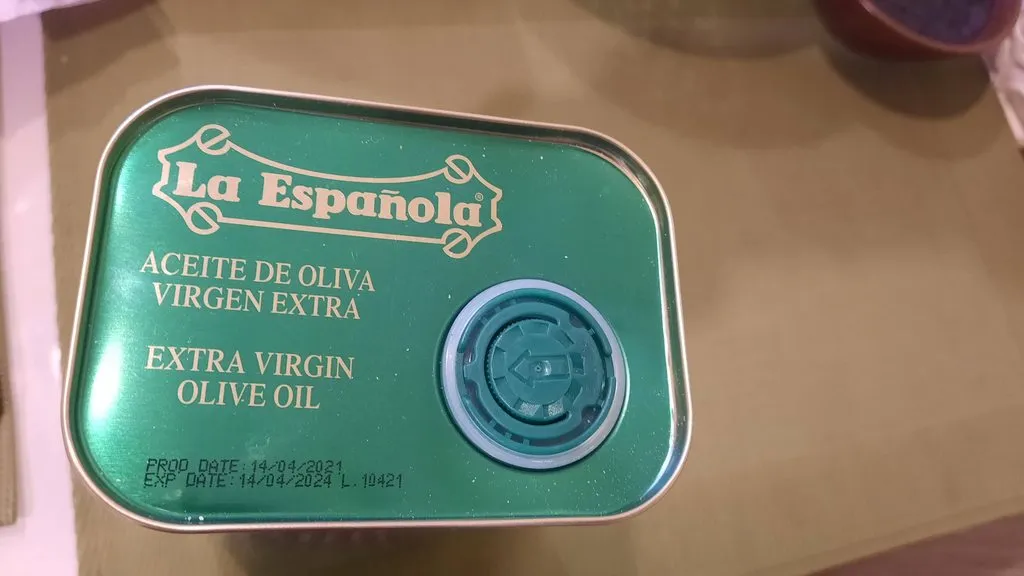 La Española®
ACEITE DE OLIVA
VIRGEN EXTRA
EXTRA VIRGIN
OLIVE OIL
PROD DATE:14/04/2021
EXP DATE:14/04/2024 L.10421